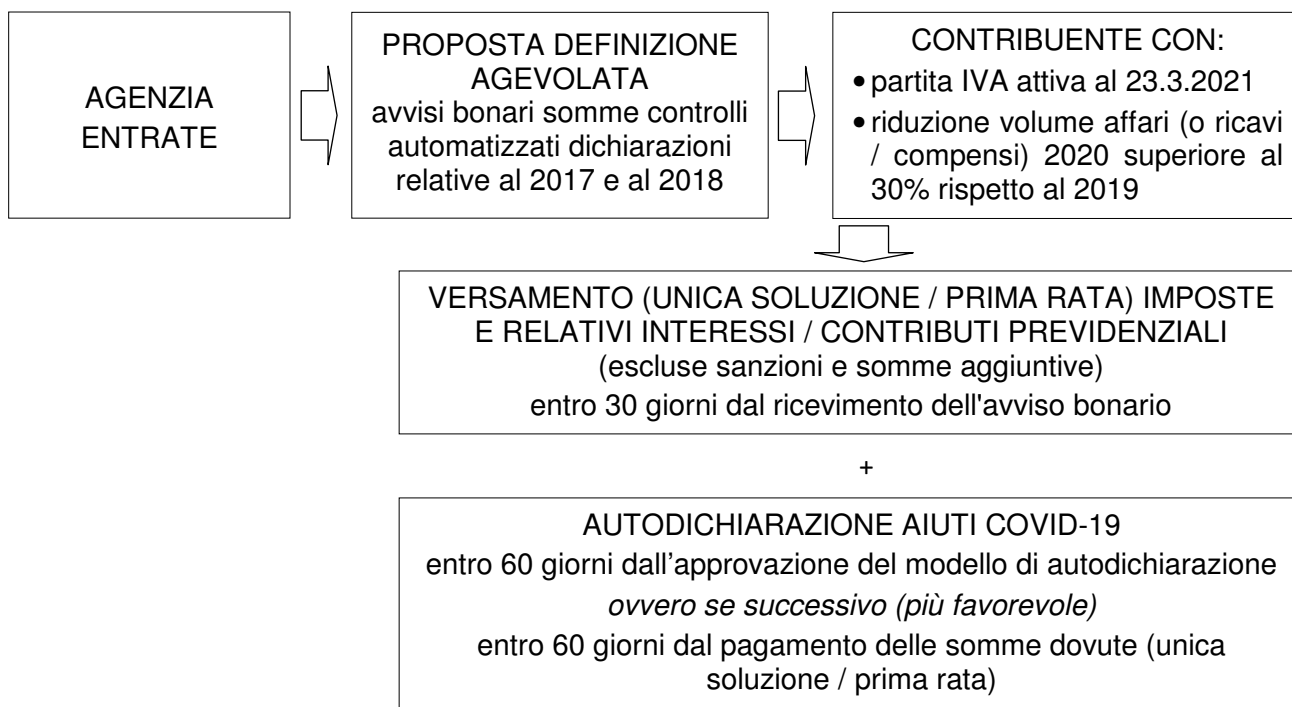 AGENZIA
ENTRATE
PROPOSTA DEFINIZIONE
AGEVOLATA
avvisi bonari somme controlli
automatizzati dichiarazioni
relative al 2017 e al 2018
CONTRIBUENTE CON:
• partita IVA attiva al 23.3.2021
• riduzione volume affari (o ricavi
/ compensi) 2020 superiore al
30% rispetto al 2019
VERSAMENTO (UNICA SOLUZIONE / PRIMA RATA) IMPOSTE
E RELATIVI INTERESSI / CONTRIBUTI PREVIDENZIALI
(escluse sanzioni e somme aggiuntive)
entro 30 giorni dal ricevimento dell'avviso bonario
+
AUTODICHIARAZIONE AIUTI COVID-19
entro 60 giorni dall’approvazione del modello di autodichiarazione
ovvero se successivo (più favorevole)
entro 60 giorni dal pagamento delle somme dovute (unica
soluzione / prima rata)